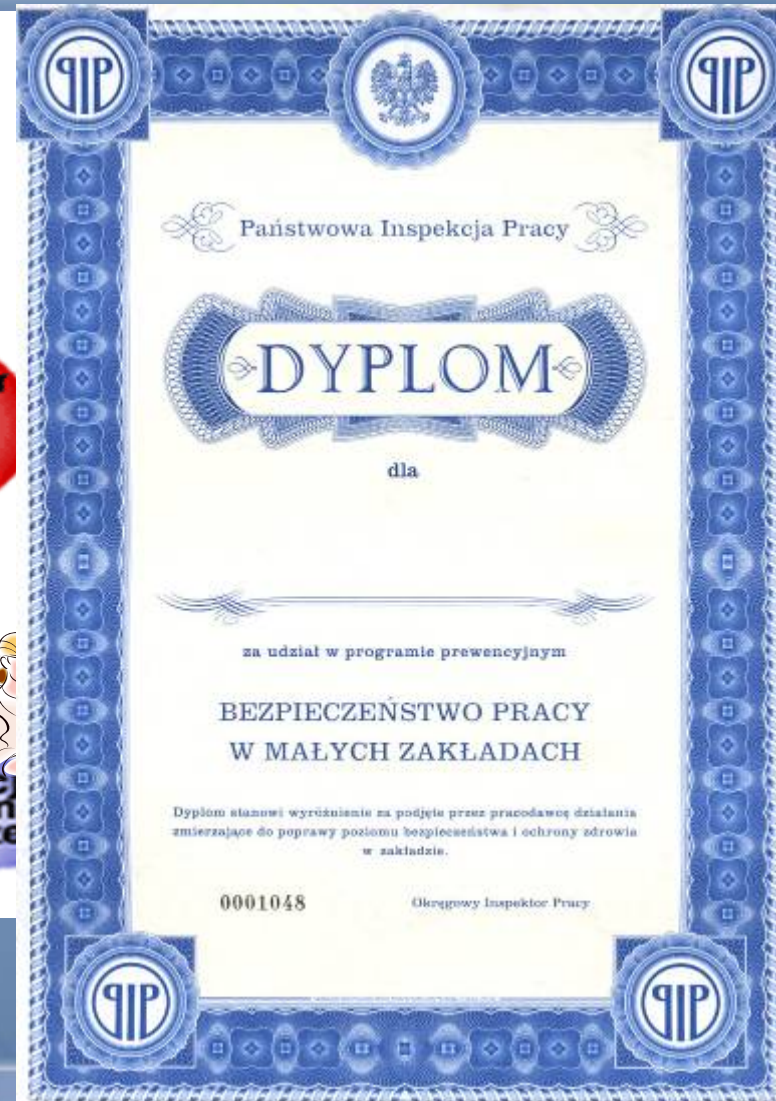 PIP
PIP
Państwowa Inspekcja Pracy
DYPLOM
dla
za udział w programie prewencyjnym
BEZPIECZEŃSTWO PRACY
W MAŁYCH ZAKŁADACH
Dyplom stanowi wyróżnienie za podjęte przez pracodawcę działania
zmierzające do poprawy poziomu bezpieczeństwa i ochrony zdrowia
w zakładzie.
0001048 Okręgowy Inspektor Pracy
PIP
PIP